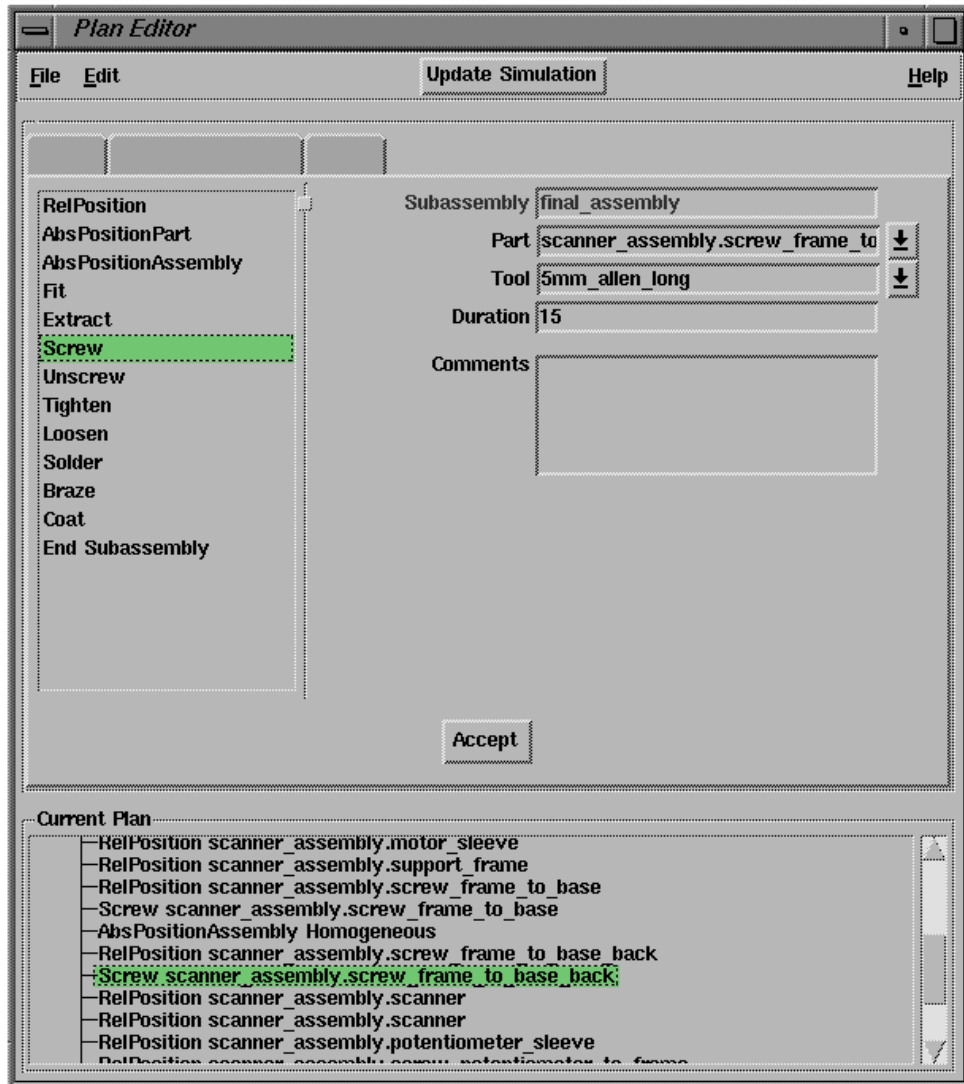 Plan Editor
File Edit Update Simulation Help
RelPosition
AbsPositionPart
AbsPositionAssembly
Fit
Extract
Screw
Unscrew
Tighten
Loosen
Solder
Braze
Coat
End Subassembly
Subassembly final_assembly
Part scanner_assembly.screw_frame_to
Tool 5mm_allen_long
Duration 15
Comments
Accept
Current Plan
RelPosition scanner_assembly.motor_sleeve
RelPosition scanner_assembly.support_frame
RelPosition scanner_assembly.screw_frame_to_base
Screw scanner_assembly.screw_frame_to_base
AbsPositionAssembly Homogeneous
RelPosition scanner_assembly.screw_frame_to_base_back
Screw scanner_assembly.screw_frame_to_base_back
RelPosition scanner_assembly.scanner
RelPosition scanner_assembly.scanner
RelPosition scanner_assembly.potentiometer_sleeve
RelPosition scanner_assembly.screw_potentiometer_to_frame